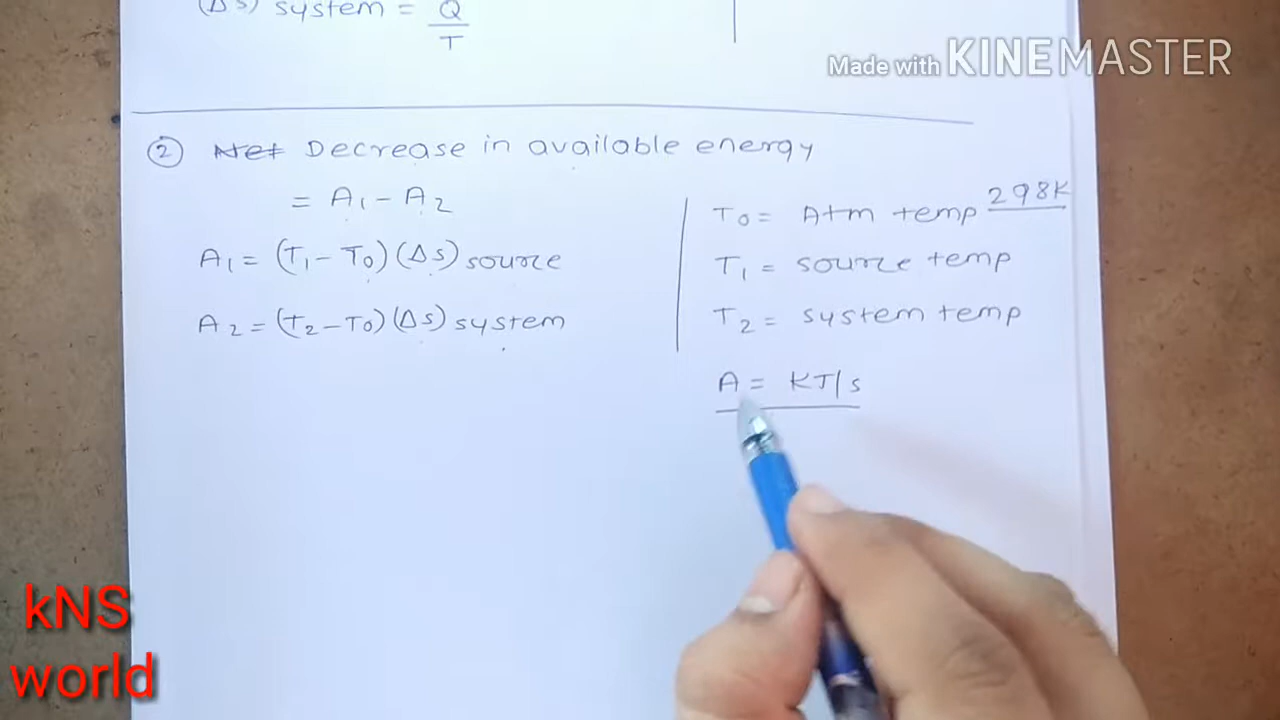 (Δs) system = Q/T
Made with KINEMASTER
② Net Decrease in available energy
= A1 - A2
A1 = (T1 - T0) (Δs) source
A2 = (T2 - T0) (Δs) system
T0 = Atm temp 298K
T1 = source temp
T2 = system temp
A = KJ/s
kNS
world